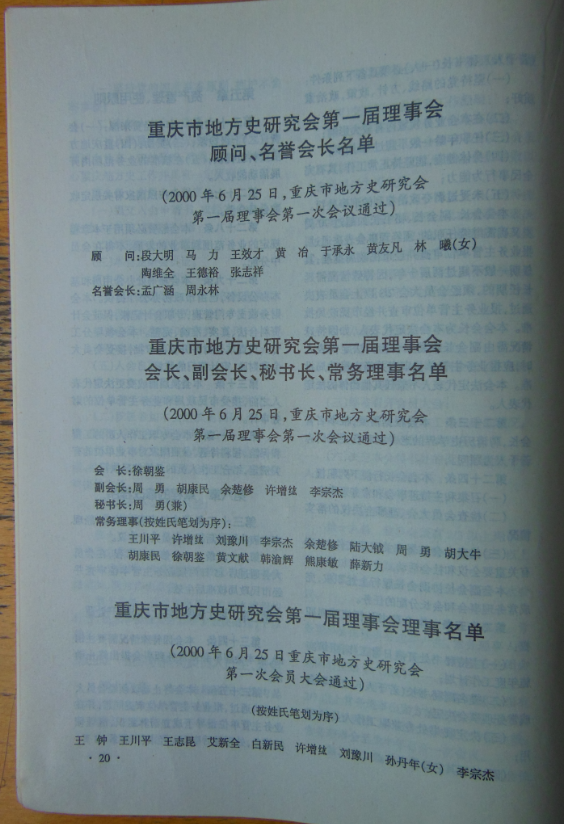 重庆市地方史研究会第一届理事会
顾问、名誉会长名单
(2000年6月25日,重庆市地方史研究会
第一届理事会第一次会议通过)
顾 问:段大明 马 力 王效才 黄 冶 于承永 黄友凡 林 曦(女)
陶维全 王德裕 张志祥
名誉会长:孟广涵 周永林
重庆市地方史研究会第一届理事会
会长、副会长、秘书长、常务理事名单
(2000年6月25日,重庆市地方史研究会
第一届理事会第一次会议通过)
会 长:徐朝鉴
副会长:周 勇 胡康民 余楚修 许增纮 李宗杰
秘书长:周 勇(兼)
常务理事(按姓氏笔划为序):
王川平 许增纮 刘豫川 李宗杰 余楚修 陆大钺 周 勇 胡大牛
胡康民 徐朝鉴 黄文献 韩渝辉 熊康敏 薛新力
重庆市地方史研究会第一届理事会理事名单
(2000年6月25日重庆市地方史研究会
第一次会员大会通过)
(按姓氏笔划为序)
王 钟 王川平 王志昆 艾新全 白新民 许增纮 刘豫川 孙丹年(女) 李宗杰
·20·